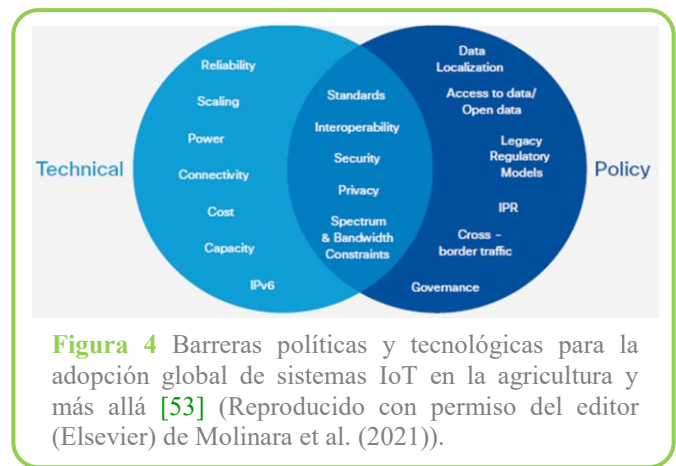 Technical
Reliability
Scaling
Power
Connectivity
Cost
Capacity
IPv6
Standards
Interoperability
Security
Privacy
Spectrum
& Bandwidth
Constraints
Data
Localization
Access to data/
Open data
Legacy
Regulatory
Models
IPR
Cross –
border traffic
Governance
Policy
Figura 4 Barreras políticas y tecnológicas para la
adopción global de sistemas IoT en la agricultura y
más allá [53] (Reproducido con permiso del editor
(Elsevier) de Molinara et al. (2021)).